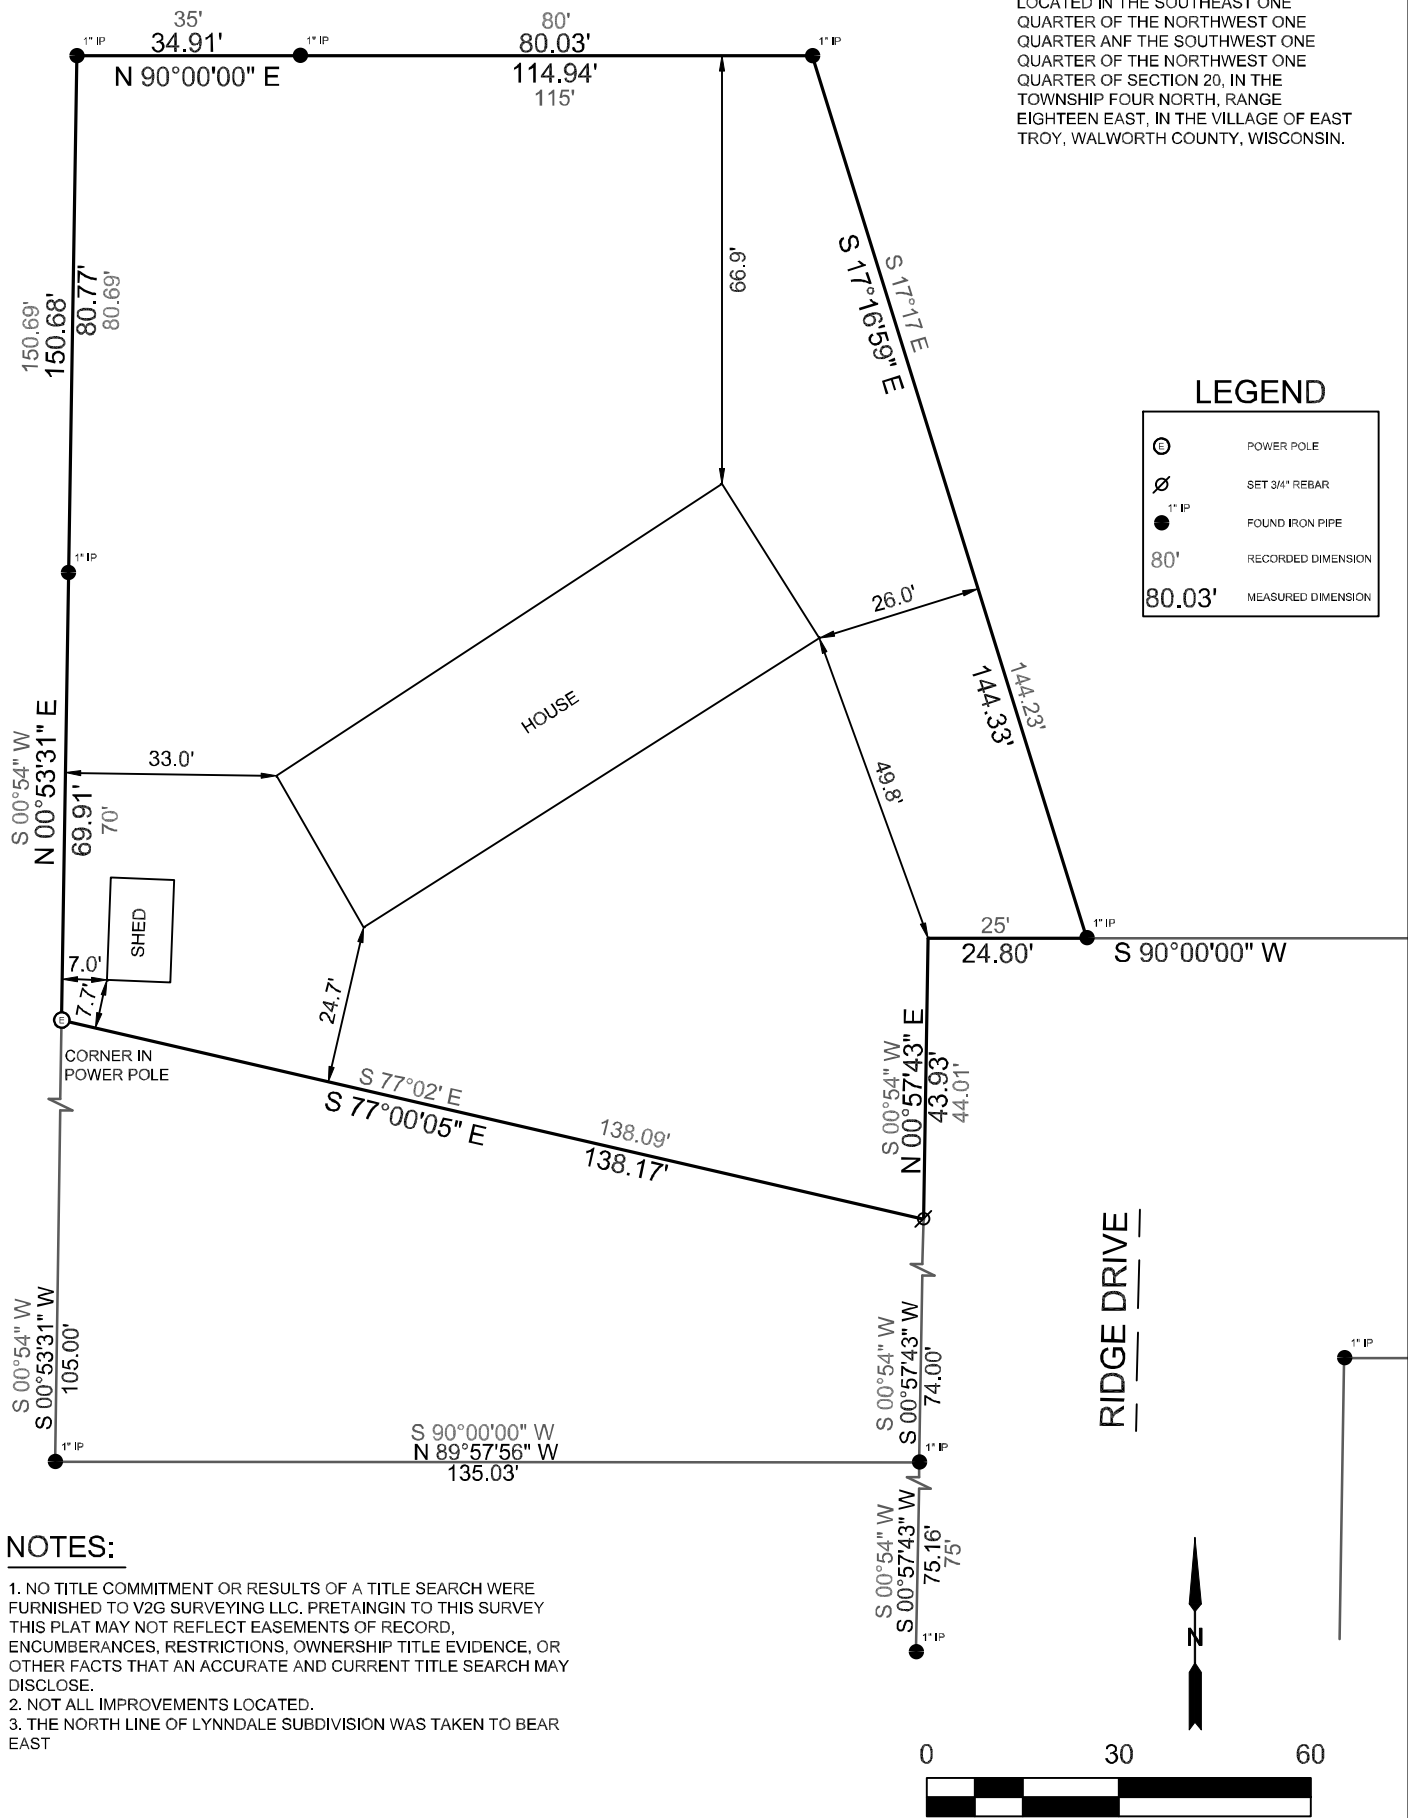 LOCATED IN THE SOUTHEAST ONE
QUARTER OF THE NORTHWEST ONE
QUARTER ANF THE SOUTHWEST ONE
QUARTER OF THE NORTHWEST ONE
QUARTER OF SECTION 20, IN THE
TOWNSHIP FOUR NORTH, RANGE
EIGHTEEN EAST, IN THE VILLAGE OF EAST
TROY, WALWORTH COUNTY, WISCONSIN.
35'
34.91'
80'
80.03'
1" IP
1" IP
1" IP
N 90°00'00" E
114.94'
115'
150.69'
150.68'
80.77'
80.69'
66.9'
S 17°17 E
S 17°16'59" E
LEGEND
E
POWER POLE
SET 3/4" REBAR
1" IP
FOUND IRON PIPE
80'
RECORDED DIMENSION
80.03'
MEASURED DIMENSION
1" IP
26.0'
144.23'
144.33'
HOUSE
S 00°54" W
N 00°53'31" E
69.91'
70'
33.0'
49.8'
SHED
7.0'
7.7'
24.7'
25'
24.80'
1" IP
S 90°00'00" W
E
CORNER IN
POWER POLE
S 77°02' E
S 77°00'05" E
138.09'
138.17'
S 00°54" W
N 00°57'43" E
43.93'
44.01'
RIDGE DRIVE
S 00°54" W
S 00°53'31" W
105.00'
1" IP
S 00°54" W
S 00°57'43" W
74.00'
1" IP
1" IP
S 90°00'00" W
N 89°57'56" W
135.03'
S 00°54" W
S 00°57'43" W
75.16'
75'
1" IP
NOTES:
1. NO TITLE COMMITMENT OR RESULTS OF A TITLE SEARCH WERE
FURNISHED TO V2G SURVEYING LLC. PRETAINGIN TO THIS SURVEY
THIS PLAT MAY NOT REFLECT EASEMENTS OF RECORD,
ENCUMBERANCES, RESTRICTIONS, OWNERSHIP TITLE EVIDENCE, OR
OTHER FACTS THAT AN ACCURATE AND CURRENT TITLE SEARCH MAY
DISCLOSE.
2. NOT ALL IMPROVEMENTS LOCATED.
3. THE NORTH LINE OF LYNNDALE SUBDIVISION WAS TAKEN TO BEAR
EAST
N
0 30 60